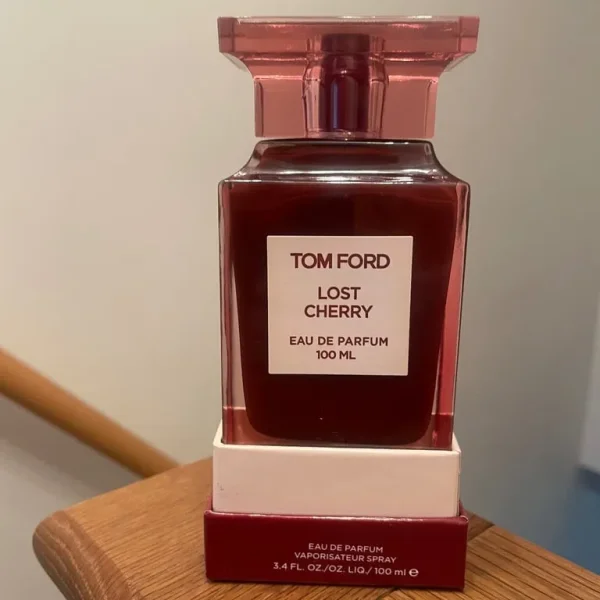 TOM FORD
LOST
CHERRY
EAU DE PARFUM
100 ML
EAU DE PARFUM
VAPORISATEUR SPRAY
3.4 FL. OZ./OZ. LIQ./ 100 ml ℮